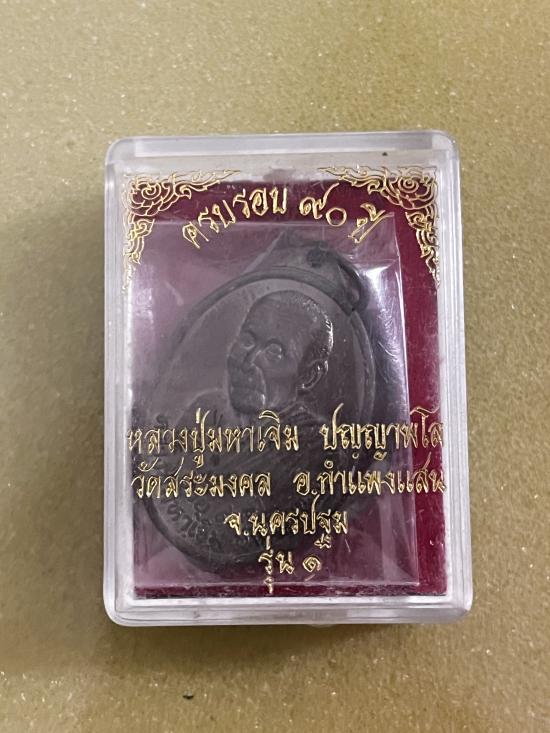 ครบรอบ ๙๐ ปี
หลวงปู่มหาเจิม ปญฺญาพโล
วัดสระมงคล อ.กำแพงแสน
จ.นครปฐม
รุ่น ๑